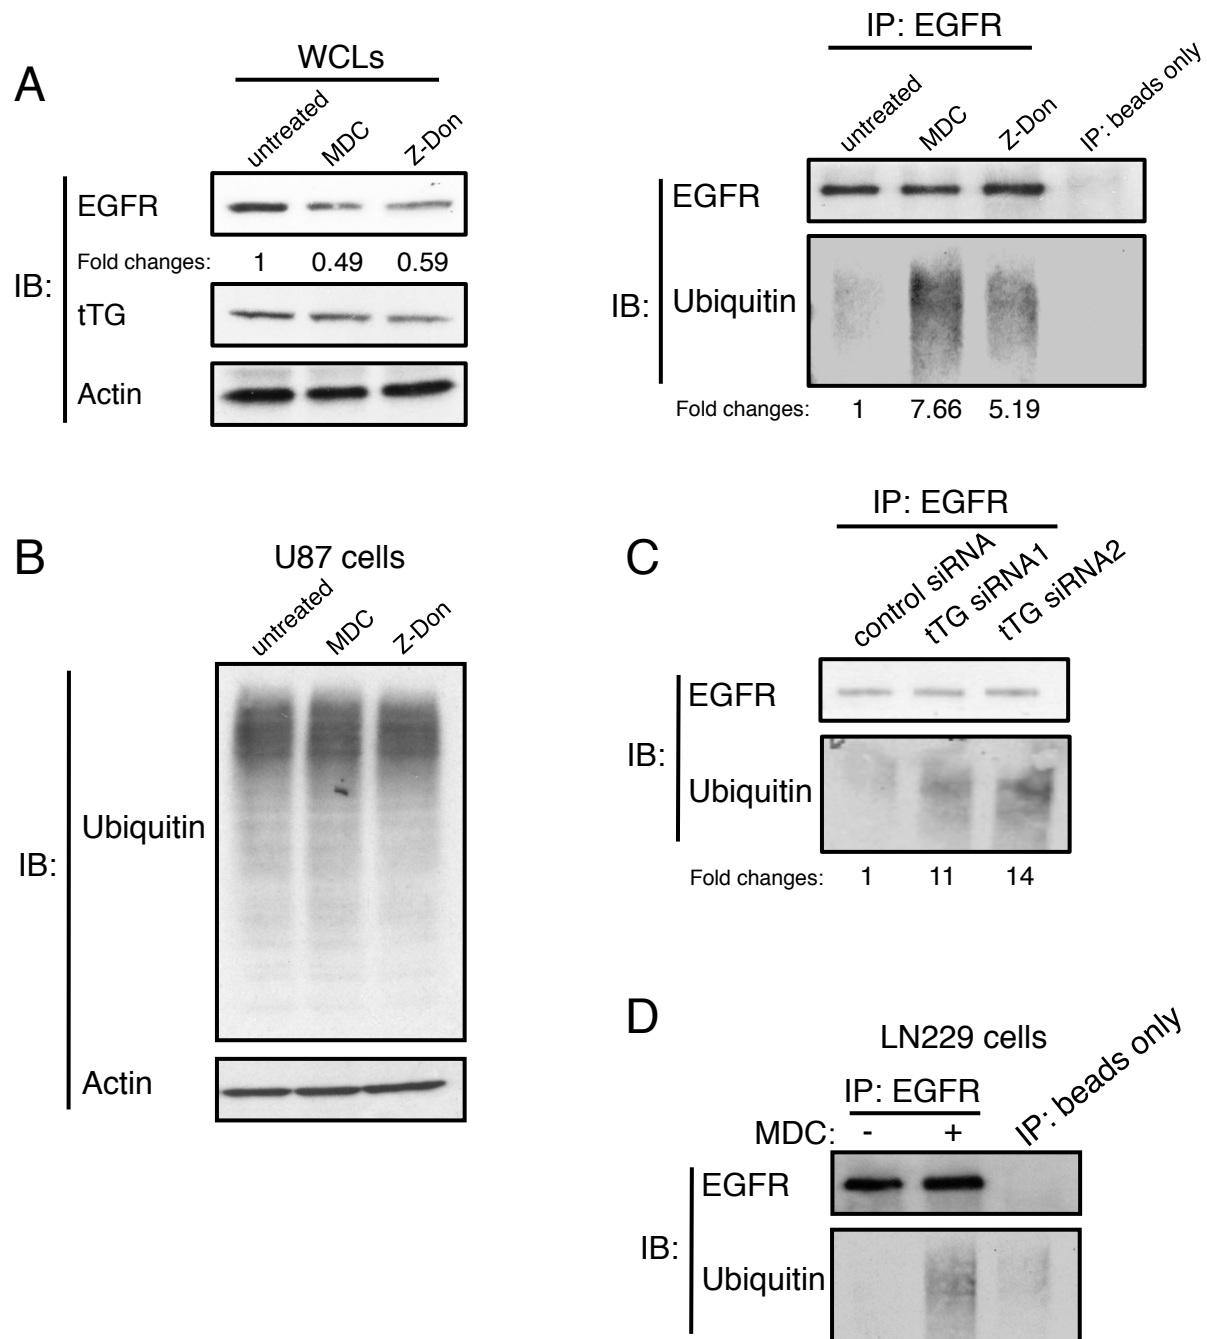 A
WCLs
untreated
MDC
Z-Don
IB:
EGFR
Fold changes: 1 0.49 0.59
tTG
Actin
IP: EGFR
untreated
MDC
Z-Don
IP: beads only
IB:
EGFR
Ubiquitin
Fold changes: 1 7.66 5.19
B
U87 cells
untreated
MDC
Z-Don
IB:
Ubiquitin
Actin
C
IP: EGFR
control siRNA
tTG siRNA1
tTG siRNA2
IB:
EGFR
Ubiquitin
Fold changes: 1 11 14
D
LN229 cells
IP: EGFR
IP: beads only
MDC: - +
IB:
EGFR
Ubiquitin